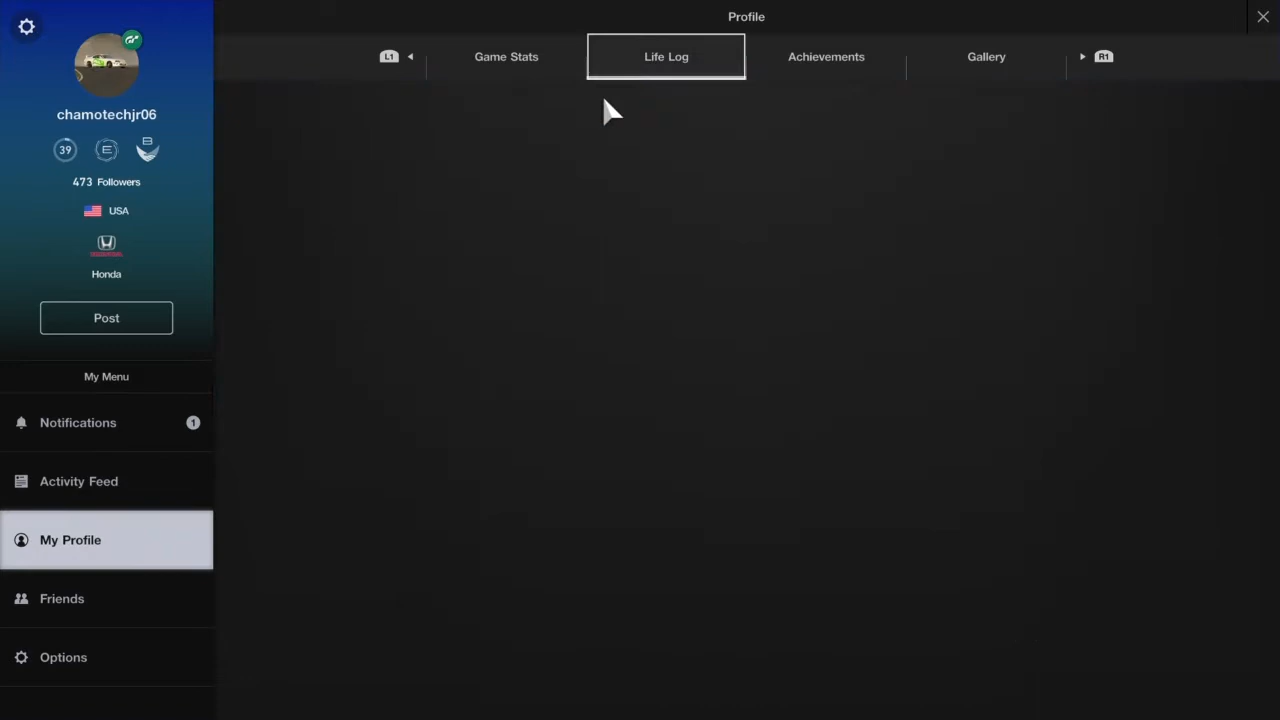 Profile
L1
Game Stats
Life Log
Achievements
Gallery
R1
chamotechjr06
39
E
B
473 Followers
USA
Honda
Post
My Menu
Notifications
1
Activity Feed
My Profile
Friends
Options